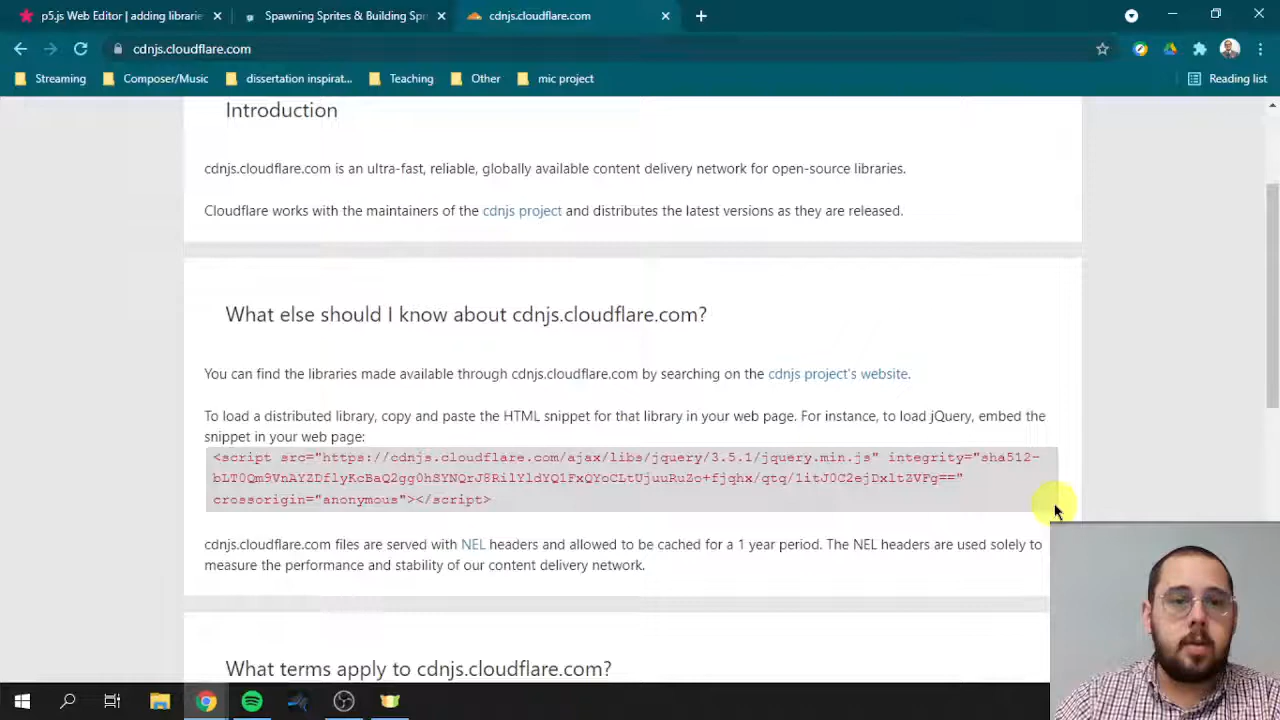 p5.js Web Editor | adding librarie
Spawning Sprites & Building Spr
cdnjs.cloudflare.com
cdnjs.cloudflare.com
Streaming
Composer/Music
dissertation inspirat...
Teaching
Other
mic project
Reading list
Introduction
cdnjs.cloudflare.com is an ultra-fast, reliable, globally available content delivery network for open-source libraries.
Cloudflare works with the maintainers of the cdnjs project and distributes the latest versions as they are released.
What else should I know about cdnjs.cloudflare.com?
You can find the libraries made available through cdnjs.cloudflare.com by searching on the cdnjs project's website.
To load a distributed library, copy and paste the HTML snippet for that library in your web page. For instance, to load jQuery, embed the
snippet in your web page:
<script src="https://cdnjs.cloudflare.com/ajax/libs/jquery/3.5.1/jquery.min.js" integrity="sha512-
bLT0Qm9VnAYZDflyKcBaQ2gg0hSYNQrJ8RilYldYQ1FxQYoCLtUjuuRuZo+fjqhx/qtq/1itJ0C2ejDxltZVFg=="
crossorigin="anonymous"></script>
cdnjs.cloudflare.com files are served with NEL headers and allowed to be cached for a 1 year period. The NEL headers are used solely to
measure the performance and stability of our content delivery network.
What terms apply to cdnjs.cloudflare.com?